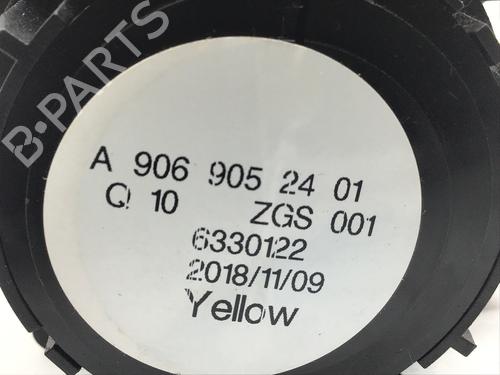 B-PARTS
A 906 905 24 01
Q 10 ZGS 001
6330122
2018/11/09
Yellow